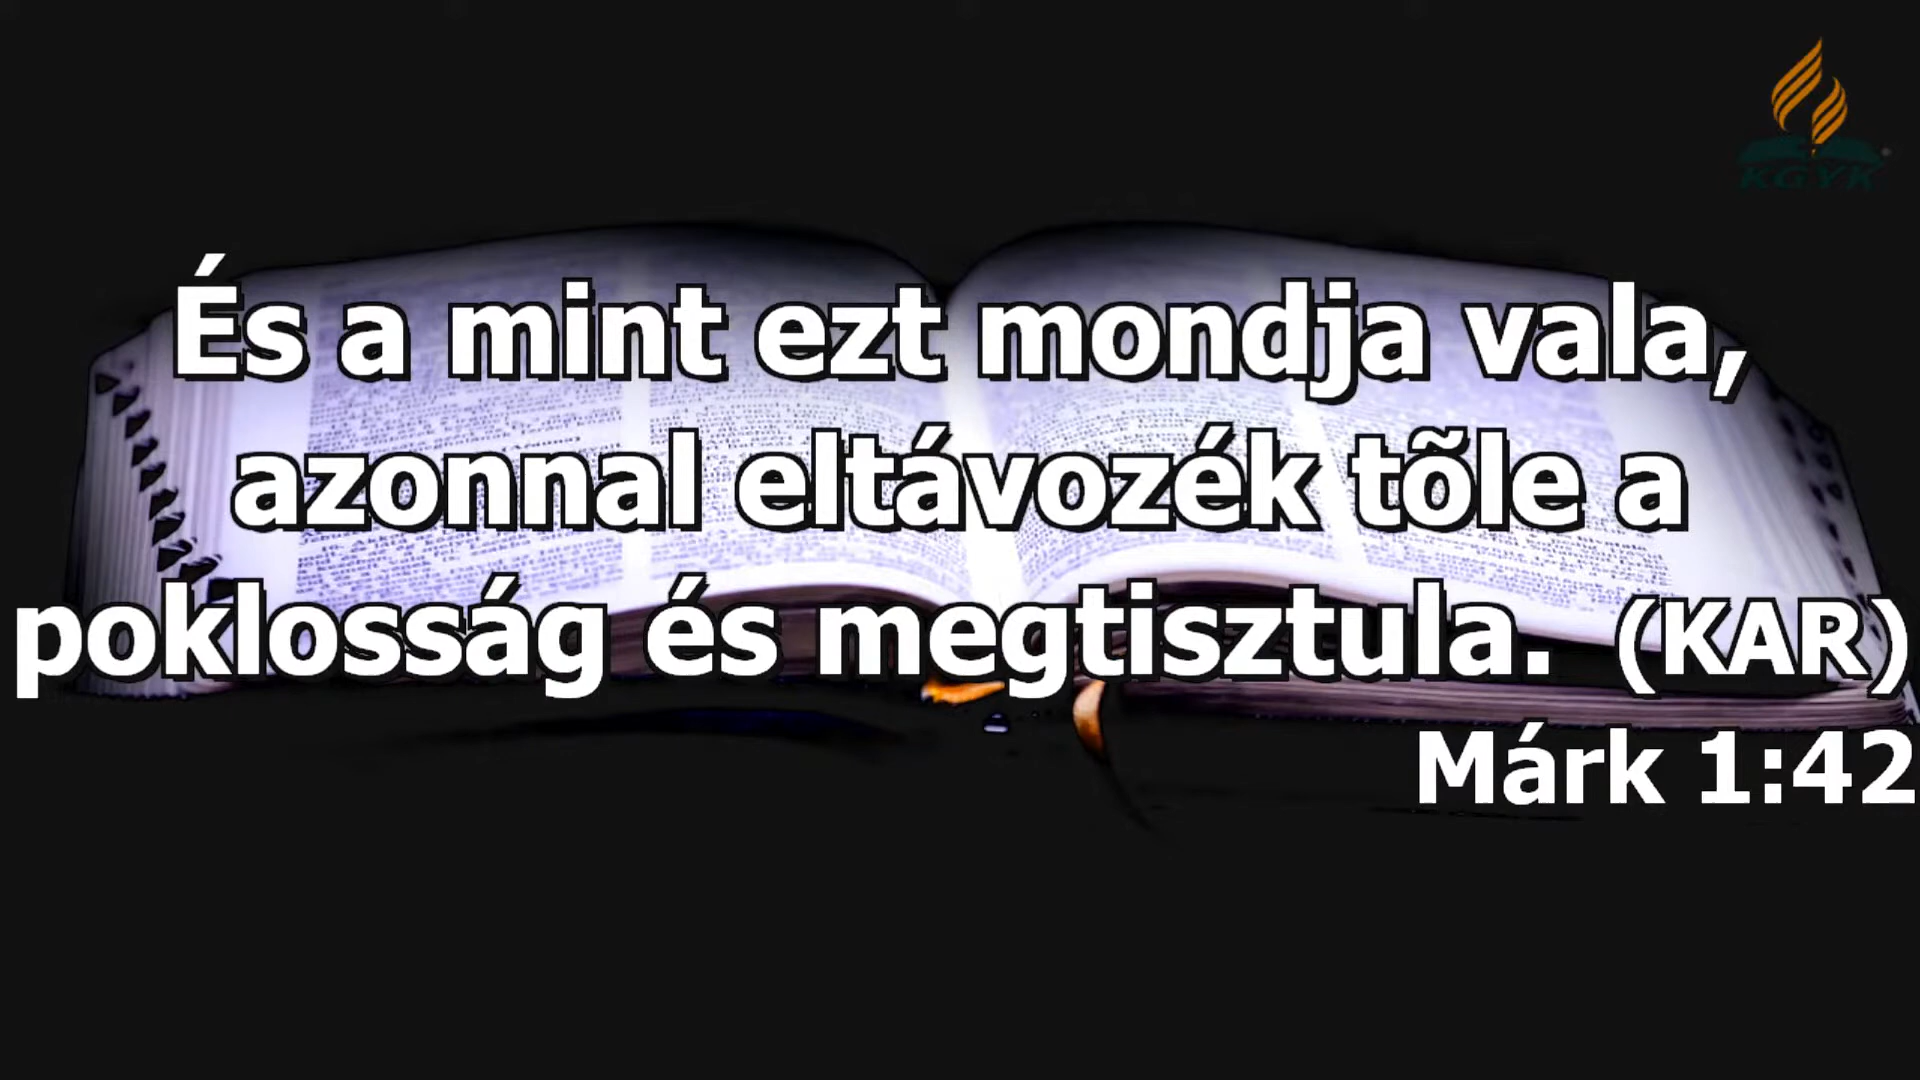 KGYK
És a mint ezt mondja vala,
azonnal eltávozék tõle a
poklosság és megtisztula. (KAR)
Márk 1:42